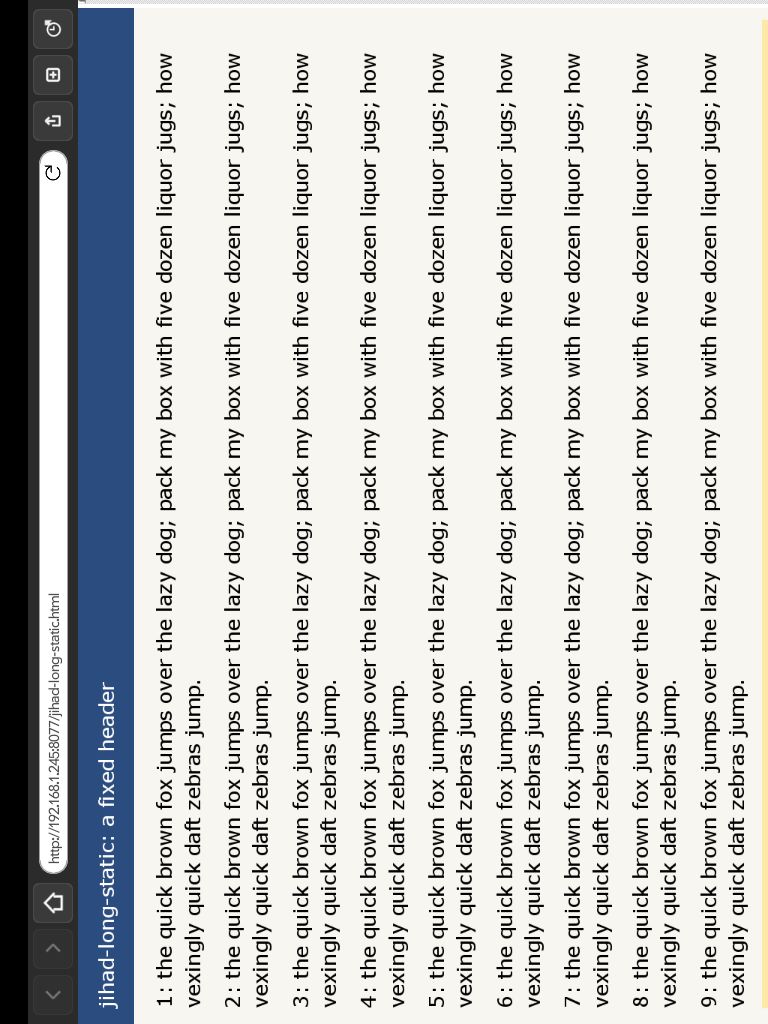 http://192.168.1.245:8077/jihad-long-static.html
jihad-long-static: a fixed header
1: the quick brown fox jumps over the lazy dog; pack my box with five dozen liquor jugs; how
vexingly quick daft zebras jump.
2: the quick brown fox jumps over the lazy dog; pack my box with five dozen liquor jugs; how
vexingly quick daft zebras jump.
3: the quick brown fox jumps over the lazy dog; pack my box with five dozen liquor jugs; how
vexingly quick daft zebras jump.
4: the quick brown fox jumps over the lazy dog; pack my box with five dozen liquor jugs; how
vexingly quick daft zebras jump.
5: the quick brown fox jumps over the lazy dog; pack my box with five dozen liquor jugs; how
vexingly quick daft zebras jump.
6: the quick brown fox jumps over the lazy dog; pack my box with five dozen liquor jugs; how
vexingly quick daft zebras jump.
7: the quick brown fox jumps over the lazy dog; pack my box with five dozen liquor jugs; how
vexingly quick daft zebras jump.
8: the quick brown fox jumps over the lazy dog; pack my box with five dozen liquor jugs; how
vexingly quick daft zebras jump.
9: the quick brown fox jumps over the lazy dog; pack my box with five dozen liquor jugs; how
vexingly quick daft zebras jump.